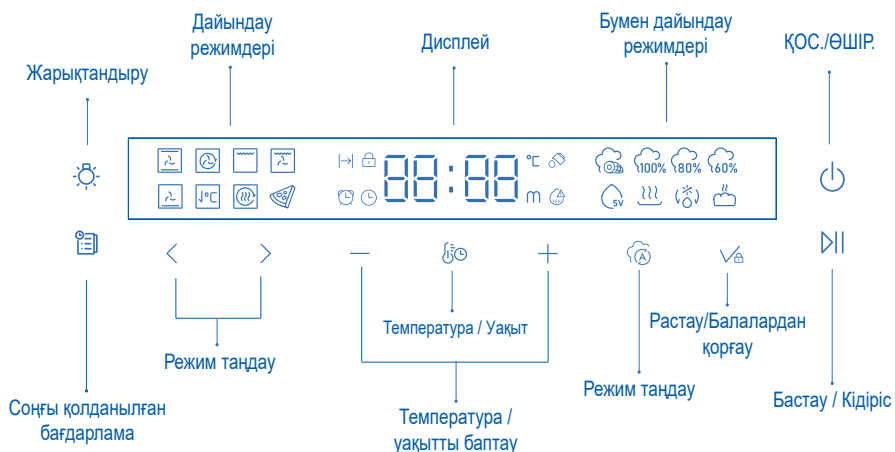 Дайындау
режимдері
Дисплей
Бумен дайындау
режимдері
ҚОС./ӨШІР.
Жарықтандыру
88:88
°C
m
100%
80%
60%
°C
SV
A
Температура / Уақыт
Растау/Балалардан
қорғау
Режим таңдау
Режим таңдау
Бастау / Кідіріс
Соңғы қолданылған
бағдарлама
Температура /
уақытты баптау